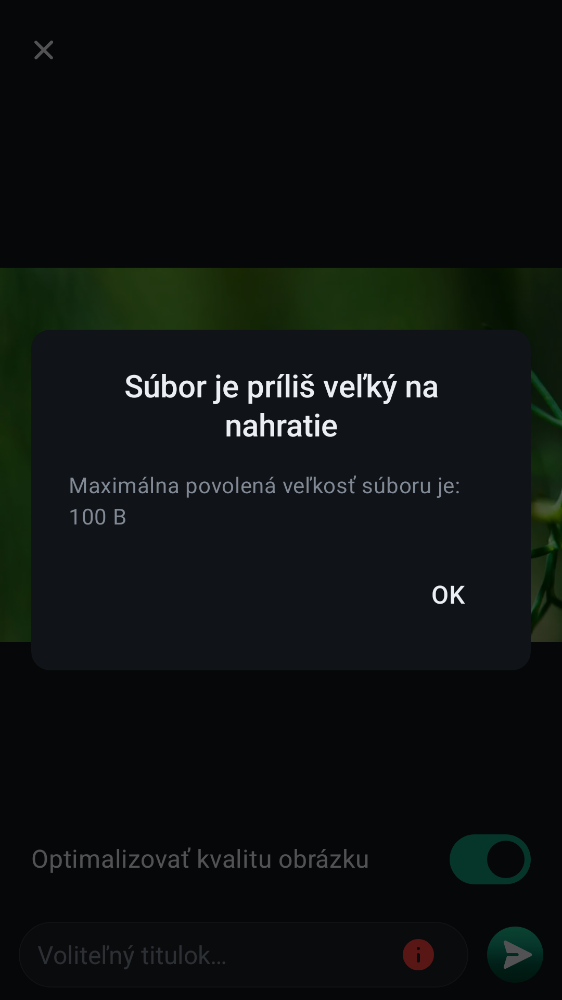 Súbor je príliš veľký na
nahratie
Maximálna povolená veľkosť súboru je:
100 B
OK
Optimalizovať kvalitu obrázku
Voliteľný titulok…